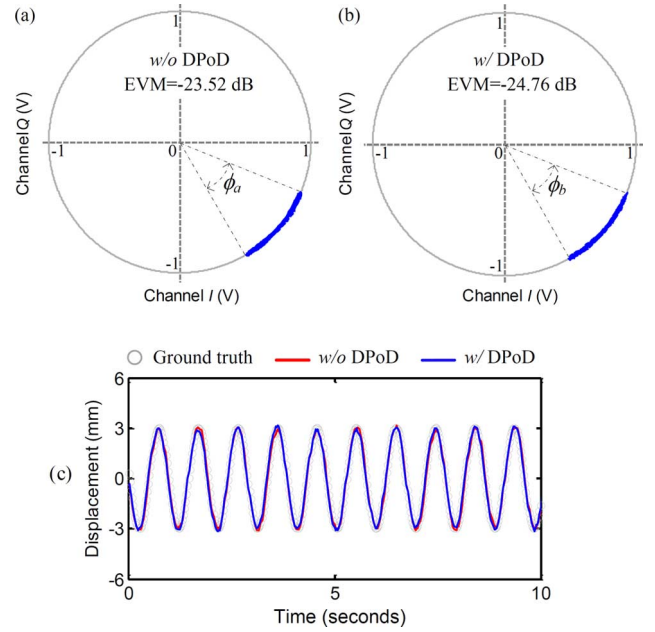 (a)
1
w/o DPoD
EVM=-23.52 dB
Channel Q (V)
-1
0
1
ϕa
-1
Channel I (V)
(b)
1
w/ DPoD
EVM=-24.76 dB
Channel Q (V)
-1
0
1
ϕb
-1
Channel I (V)
Ground truth w/o DPoD w/ DPoD
(c)
Displacement (mm)
6
3
0
-3
-6
0 5 10
Time (seconds)